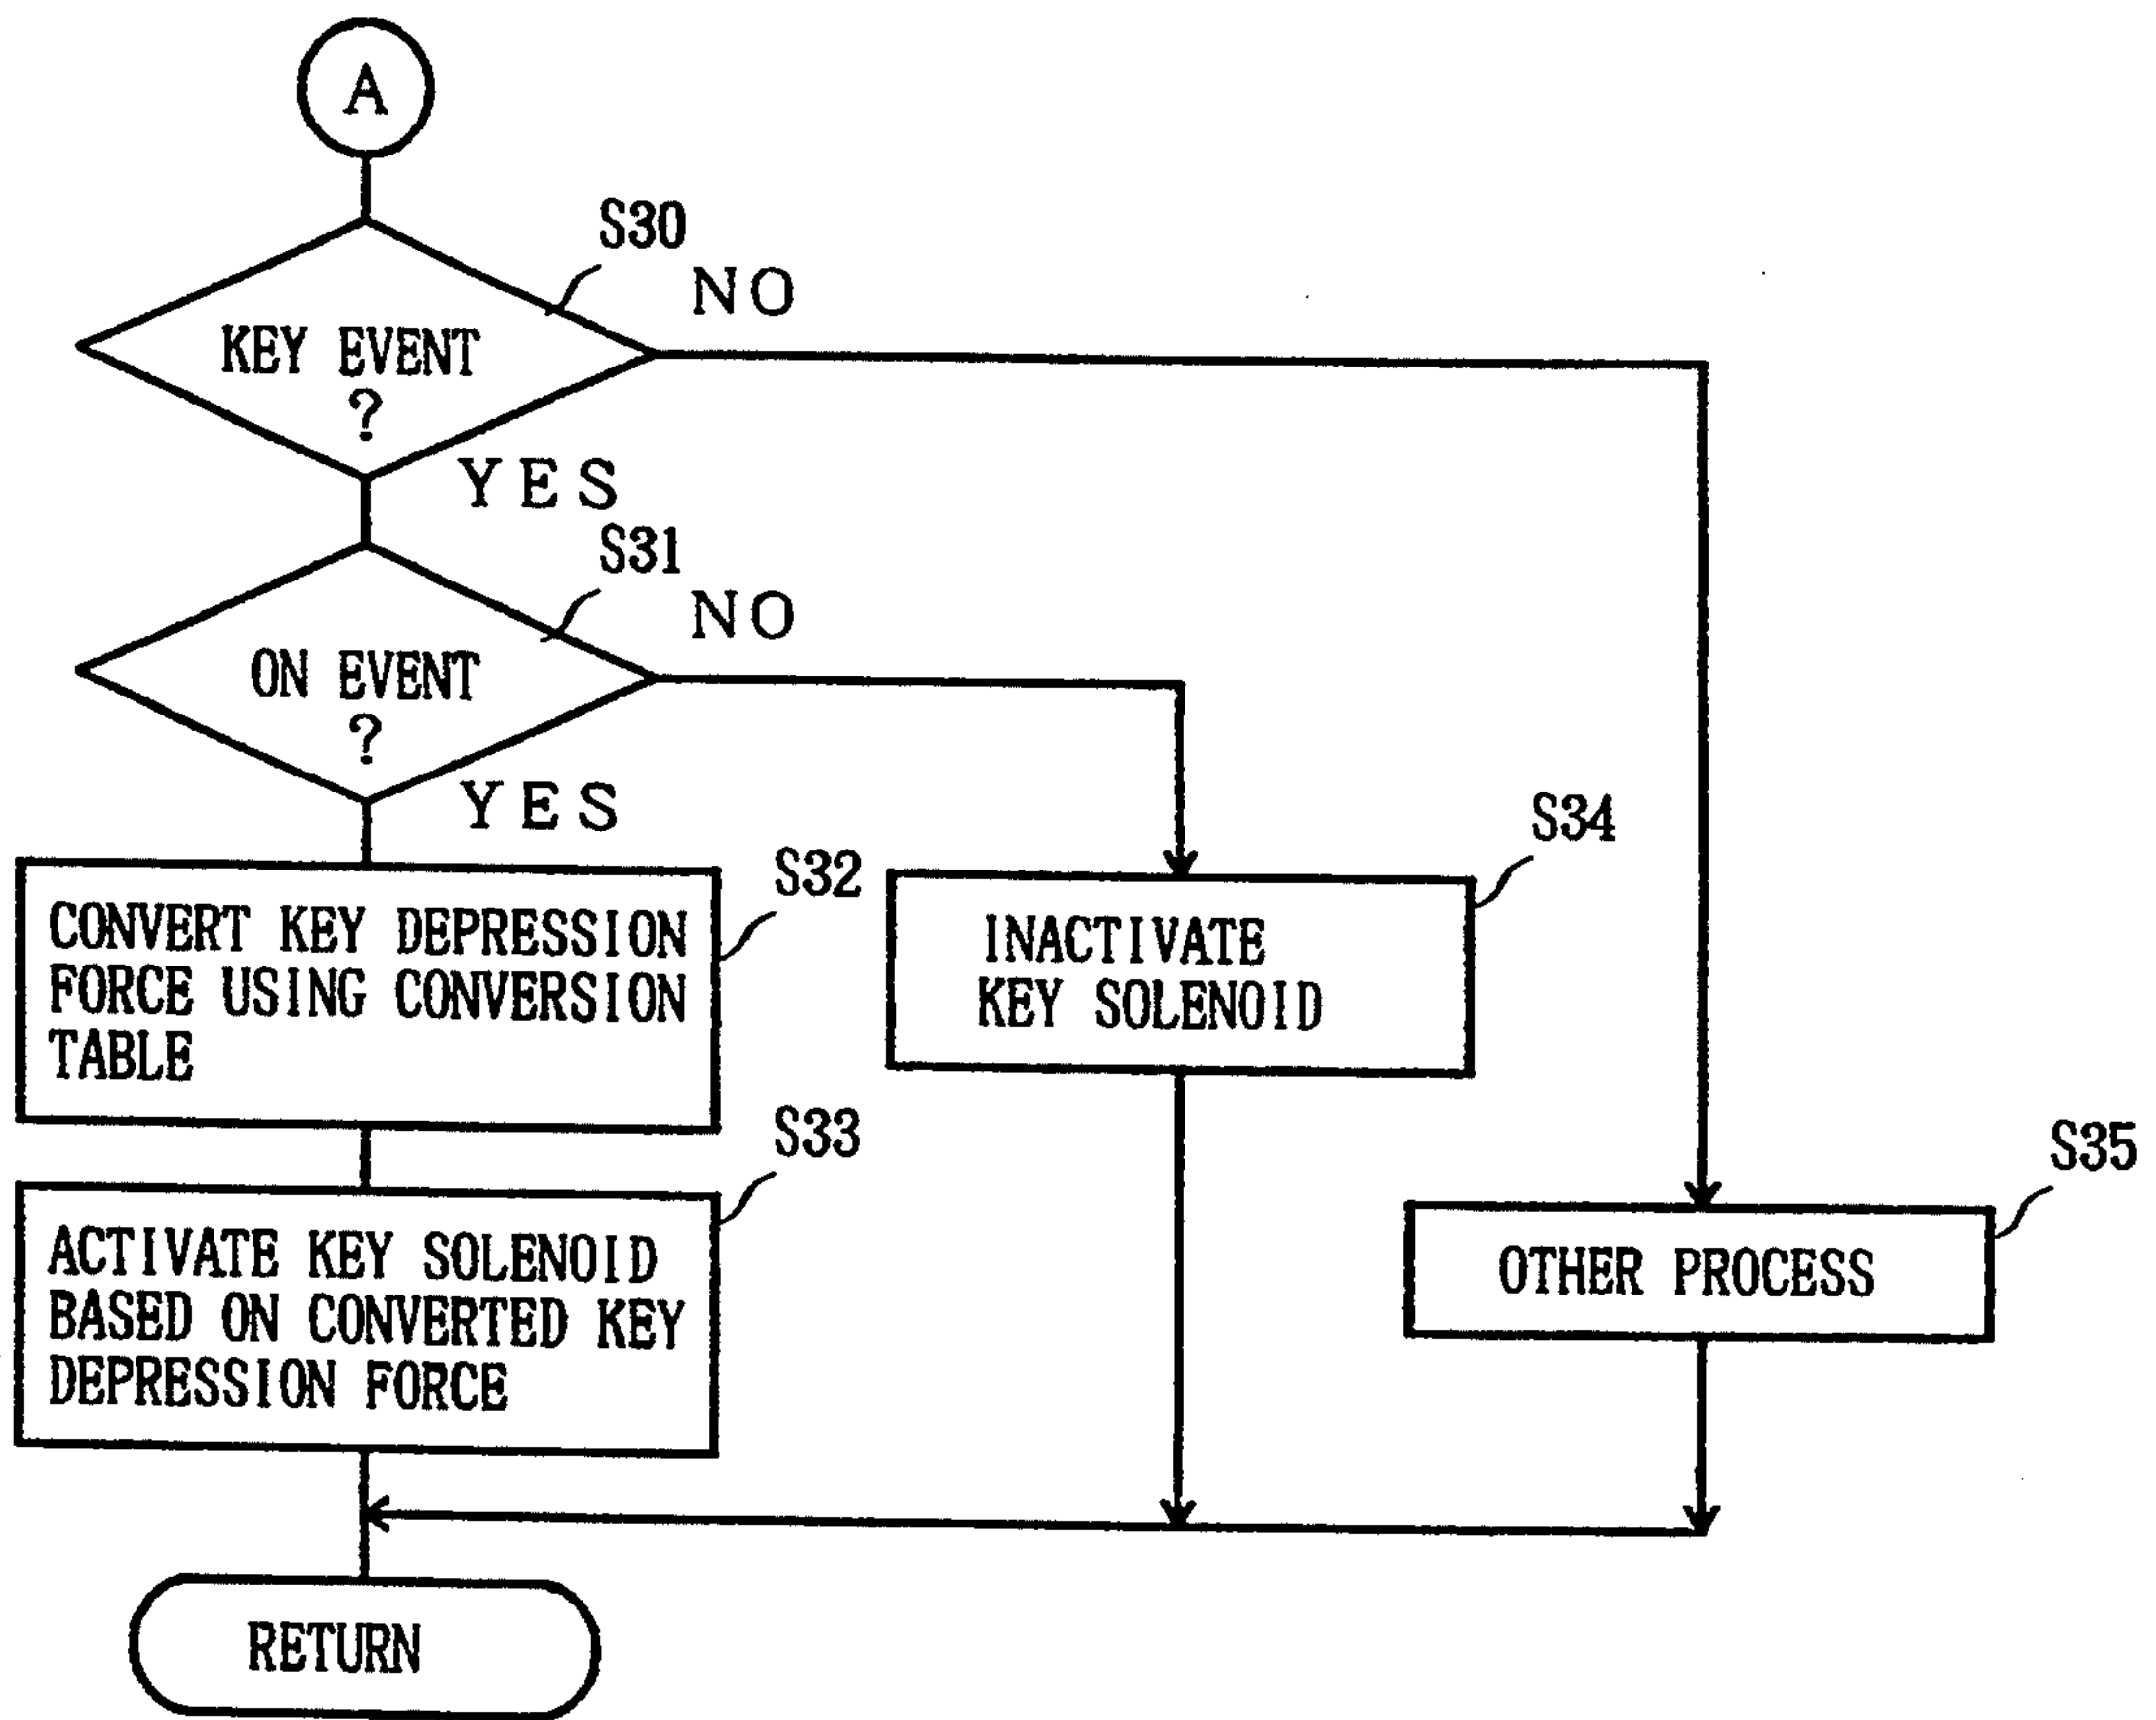 A
S30
NO
KEY EVENT
?
YES
S31
NO
ON EVENT
?
YES
S32
CONVERT KEY DEPRESSION
FORCE USING CONVERSION
TABLE
S34
INACTIVATE
KEY SOLENOID
S33
ACTIVATE KEY SOLENOID
BASED ON CONVERTED KEY
DEPRESSION FORCE
S35
OTHER PROCESS
RETURN